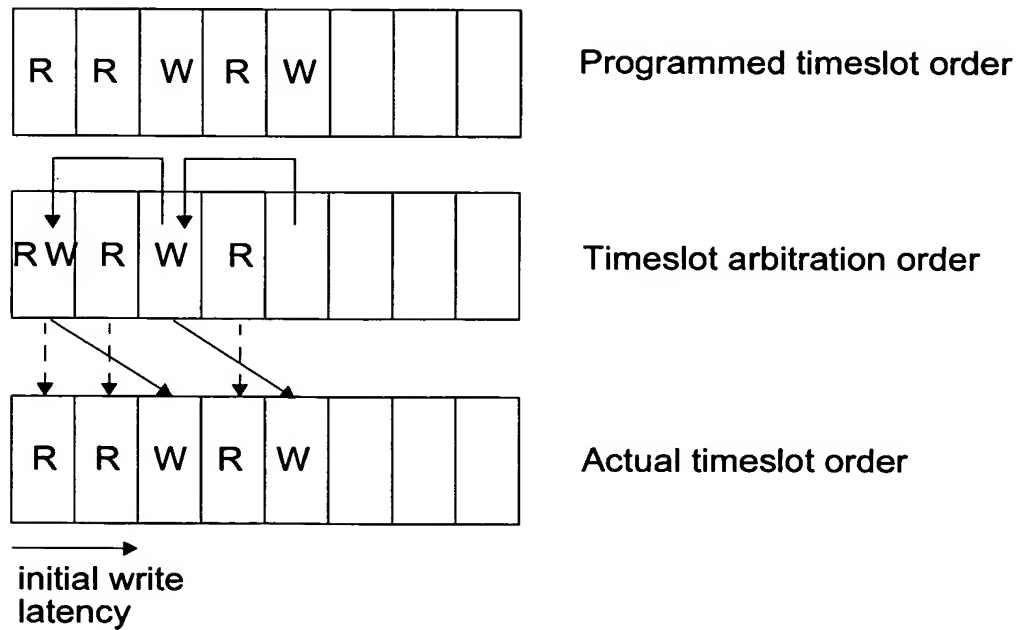 R R W R W Programmed timeslot order
R W R W R Timeslot arbitration order
R R W R W Actual timeslot order
initial write
latency